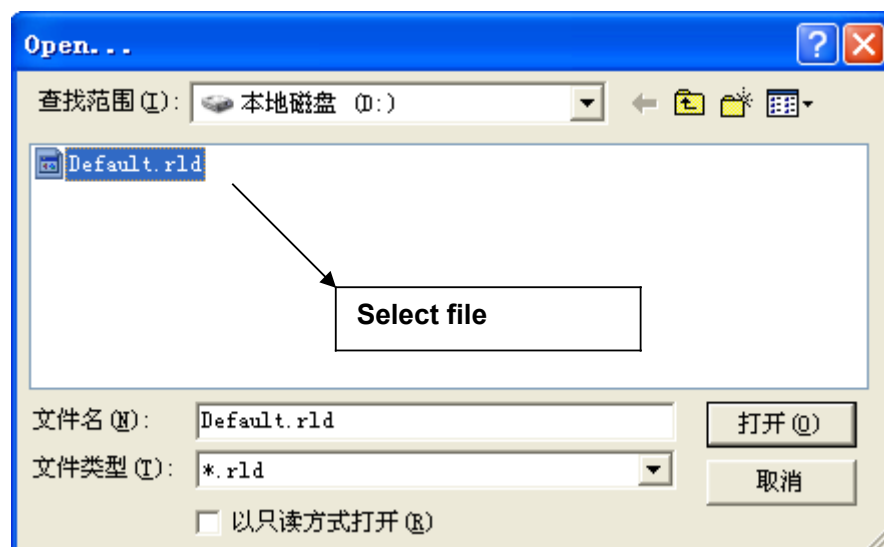 Open...
查找范围(I): 本地磁盘 (D:)
Default.rld
Select file
文件名(N): Default.rld 打开(O)
文件类型(T): *.rld 取消
以只读方式打开(R)